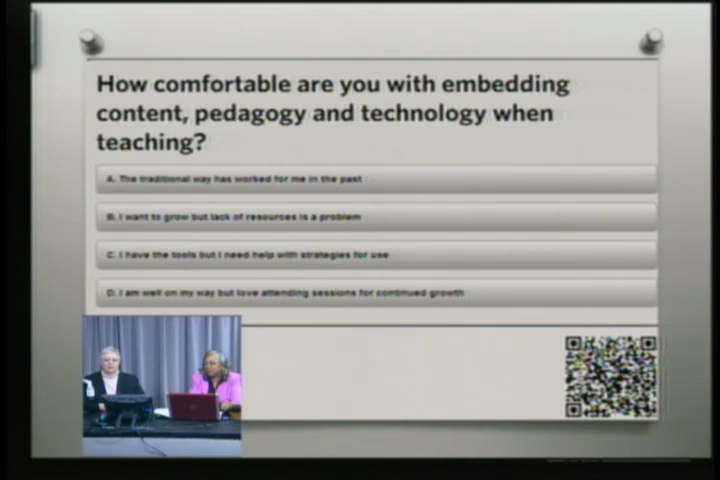 How comfortable are you with embedding
content, pedagogy and technology when
teaching?
A. The traditional way has worked for me in the past
B. I want to grow but lack of resources is a problem
C. I have the tools but I need help with strategies for use
D. I am well on my way but love attending sessions for continued growth